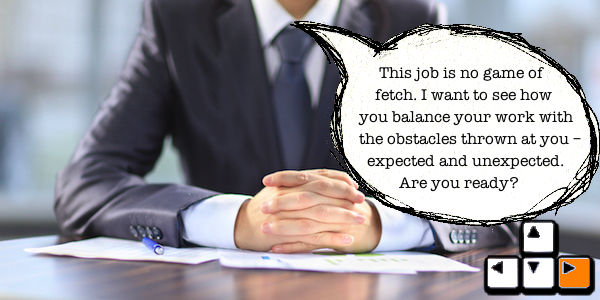 This job is no game of
fetch. I want to see how
you balance your work with
the obstacles thrown at you –
expected and unexpected.
Are you ready?